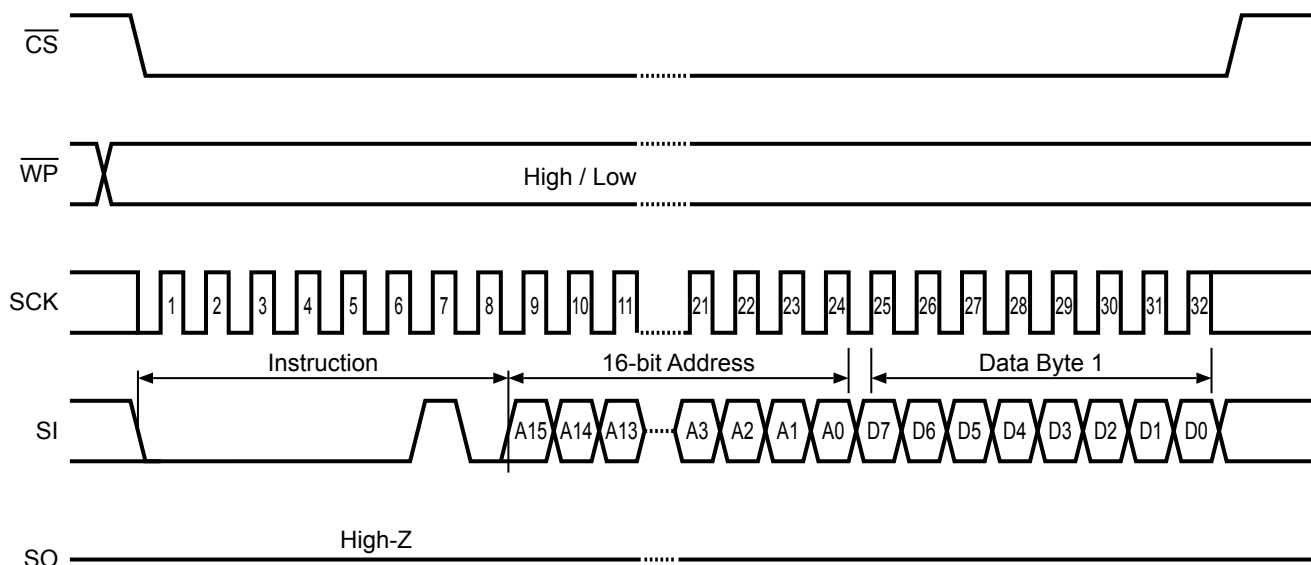 CS
WP
High / Low
SCK
1 2 3 4 5 6 7 8 9 10 11 21 22 23 24 25 26 27 28 29 30 31 32
Instruction 16-bit Address Data Byte 1
SI
A15 A14 A13 A3 A2 A1 A0 D7 D6 D5 D4 D3 D2 D1 D0
High-Z
SO